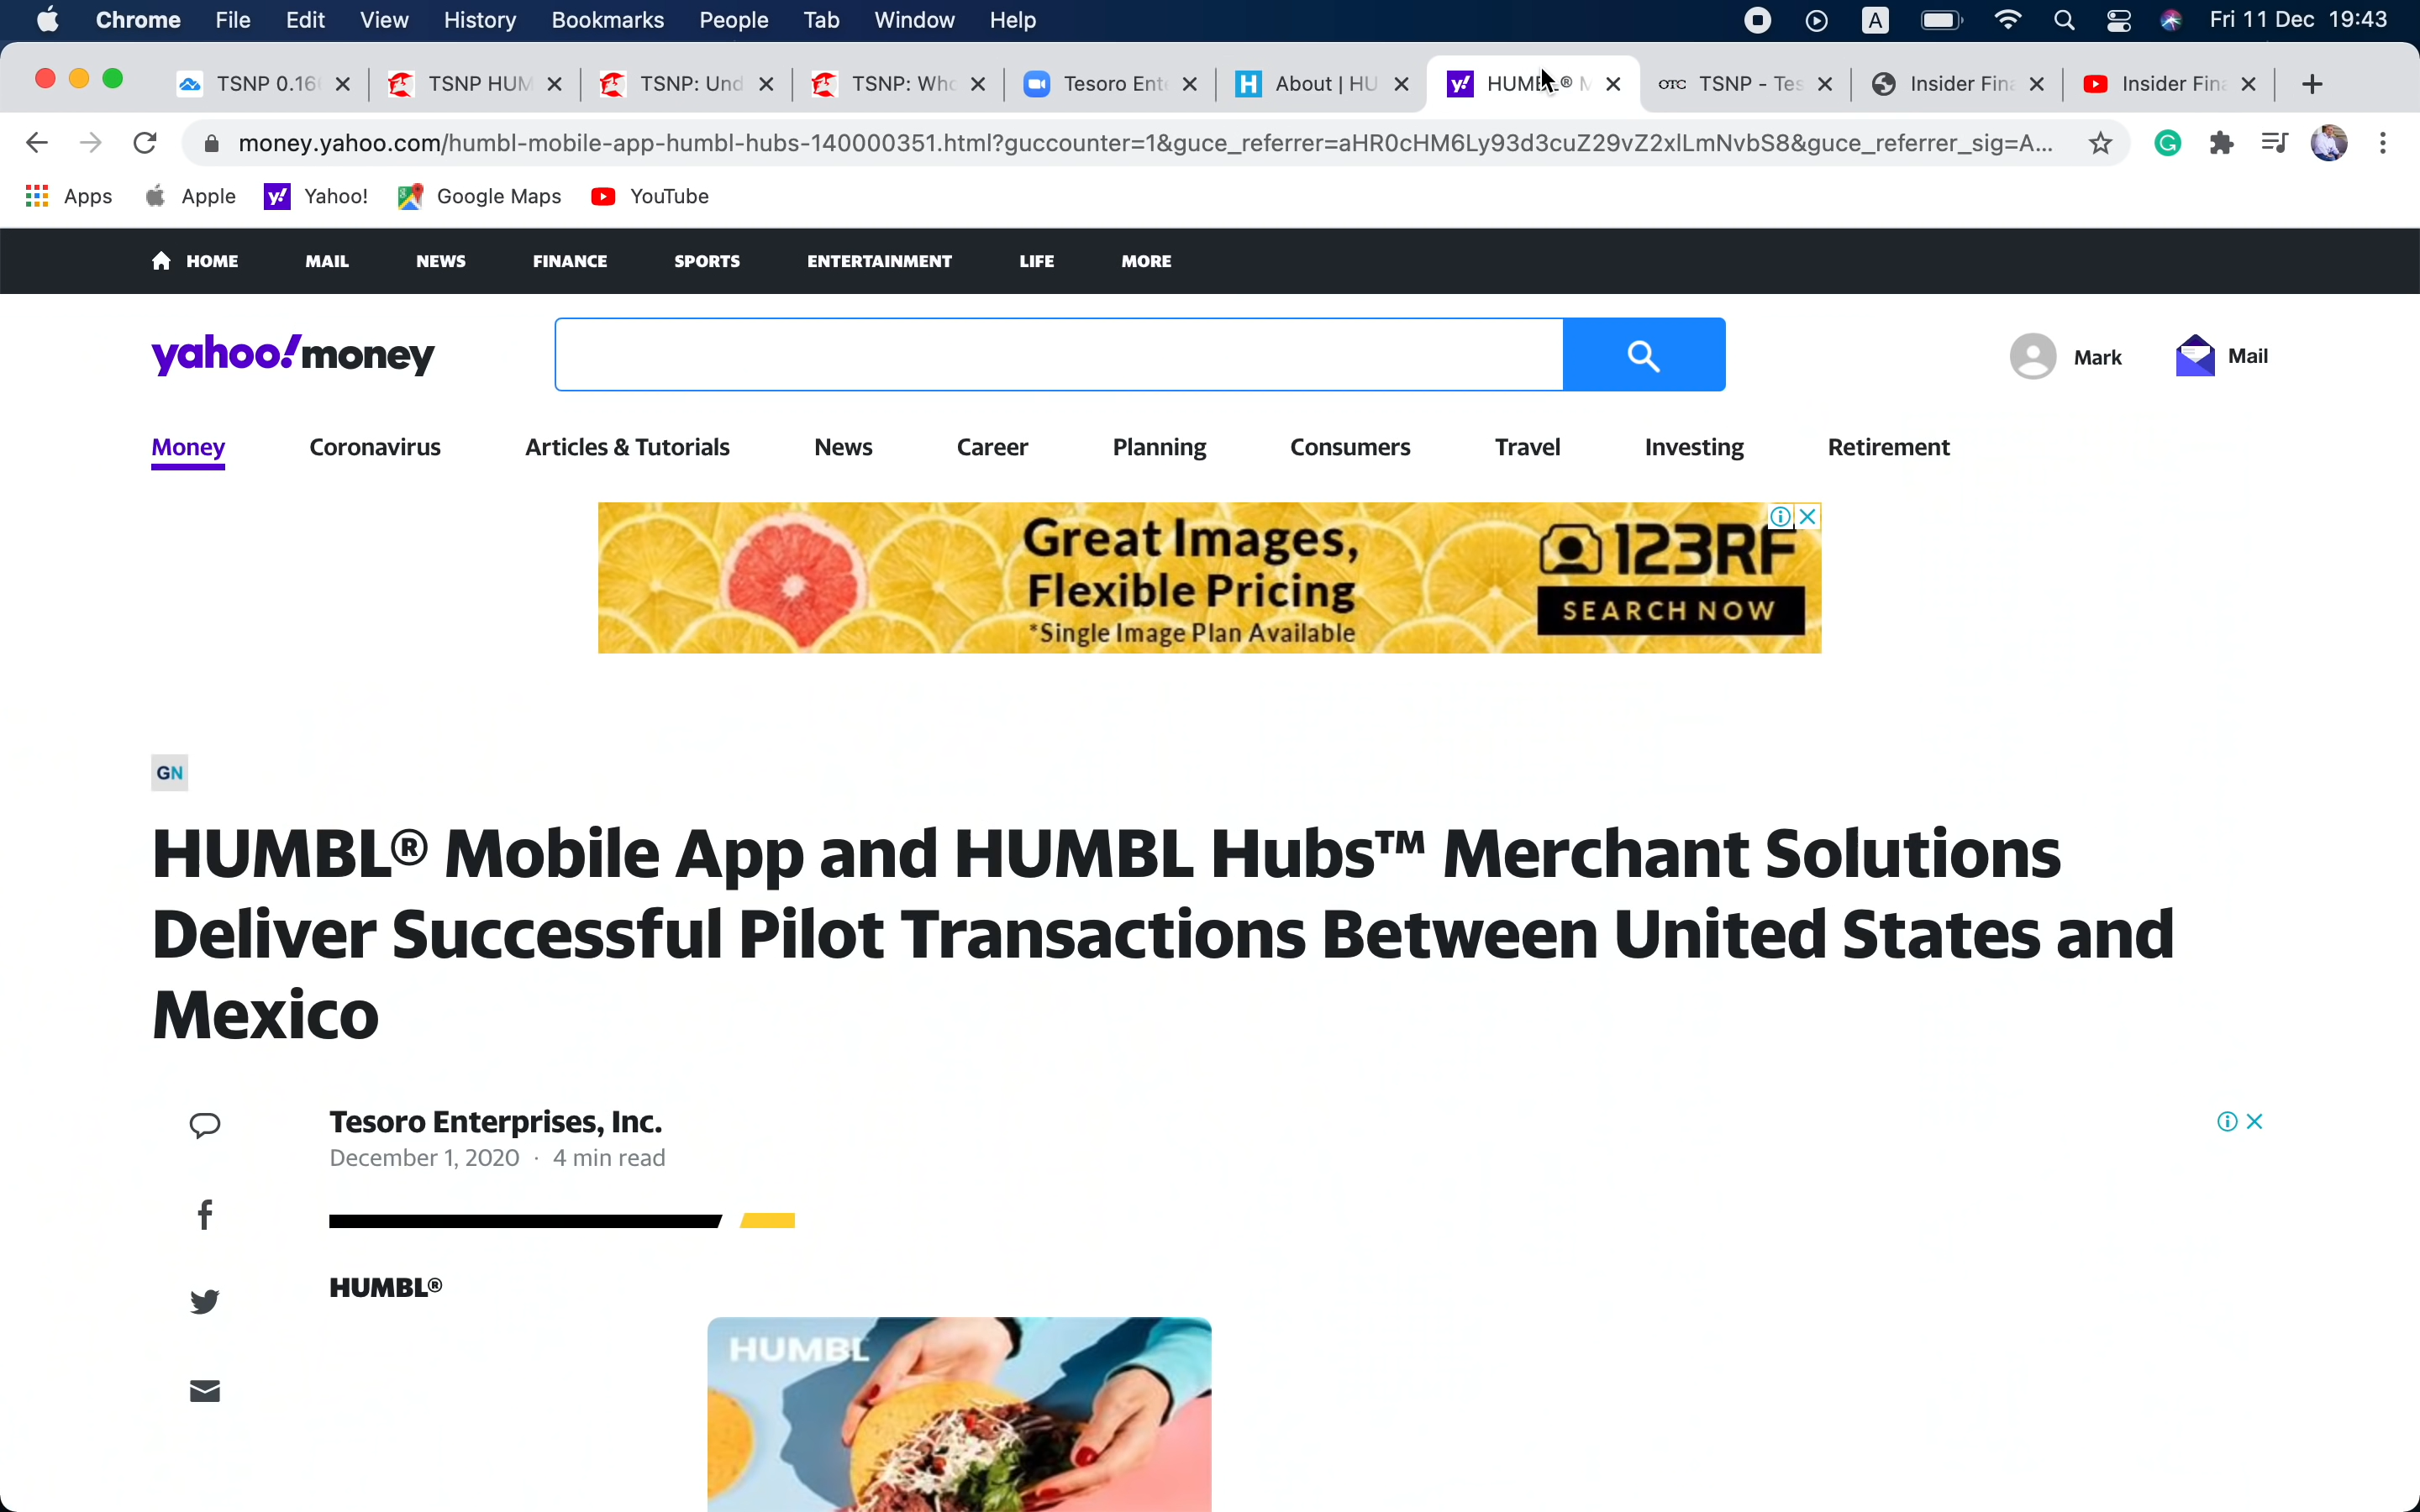 Chrome File Edit View History Bookmarks People Tab Window Help A Fri 11 Dec 19:43
TSNP 0.16 TSNP HUM TSNP: Und TSNP: Who Tesoro Ente About | HU HUMBL® M OTC TSNP - Tes Insider Fin Insider Fin
money.yahoo.com/humbl-mobile-app-humbl-hubs-140000351.html?guccounter=1&guce_referrer=aHR0cHM6Ly93d3cuZ29vZ2xlLmNvbS8&guce_referrer_sig=A...
Apps Apple Yahoo! Google Maps YouTube
HOME MAIL NEWS FINANCE SPORTS ENTERTAINMENT LIFE MORE
yahoo!money Mark Mail
Money Coronavirus Articles & Tutorials News Career Planning Consumers Travel Investing Retirement
Great Images,
Flexible Pricing
*Single Image Plan Available
123RF
SEARCH NOW
GN
HUMBL® Mobile App and HUMBL Hubs™ Merchant Solutions
Deliver Successful Pilot Transactions Between United States and
Mexico
Tesoro Enterprises, Inc.
December 1, 2020 · 4 min read
HUMBL®
HUMBL